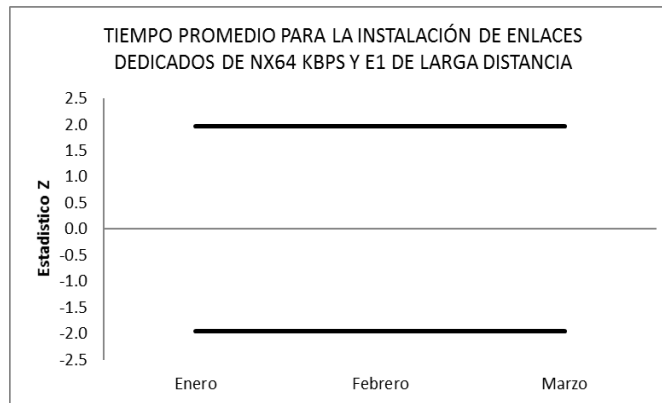 TIEMPO PROMEDIO PARA LA INSTALACIÓN DE ENLACES
DEDICADOS DE NX64 KBPS Y E1 DE LARGA DISTANCIA
2.5
2.0
1.5
1.0
0.5
0.0
-0.5
-1.0
-1.5
-2.0
-2.5
Estadistico Z
Enero Febrero Marzo